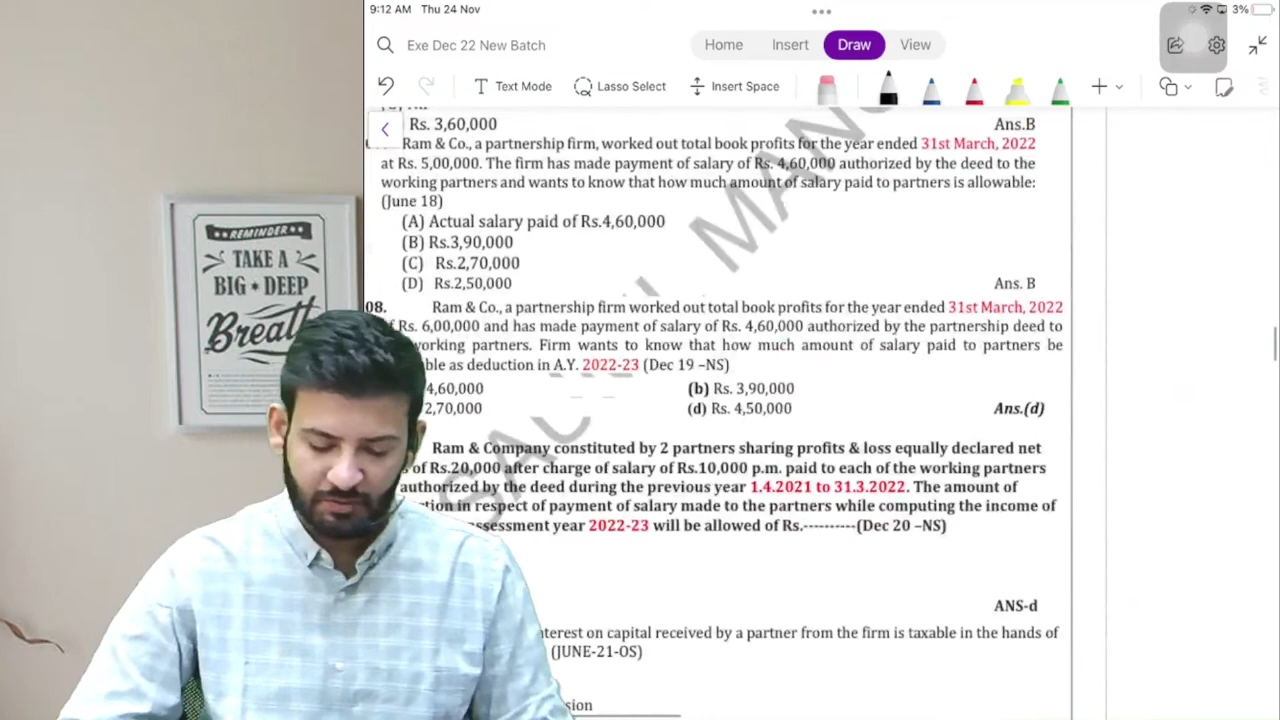 9:12 AM Thu 24 Nov
3%
Exe Dec 22 New Batch
Home Insert Draw View
Text Mode Lasso Select Insert Space
Rs. 3,60,000 Ans.B
Ram & Co., a partnership firm, worked out total book profits for the year ended 31st March, 2022
at Rs. 5,00,000. The firm has made payment of salary of Rs. 4,60,000 authorized by the deed to the
working partners and wants to know that how much amount of salary paid to partners is allowable:
(June 18)
(A) Actual salary paid of Rs.4,60,000
(B) Rs.3,90,000
(C) Rs.2,70,000
(D) Rs.2,50,000 Ans. B
08. Ram & Co., a partnership firm worked out total book profits for the year ended 31st March, 2022
Rs. 6,00,000 and has made payment of salary of Rs. 4,60,000 authorized by the partnership deed to
working partners. Firm wants to know that how much amount of salary paid to partners be
ble as deduction in A.Y. 2022-23 (Dec 19 –NS)
4,60,000 (b) Rs. 3,90,000
2,70,000 (d) Rs. 4,50,000 Ans.(d)
Ram & Company constituted by 2 partners sharing profits & loss equally declared net
of Rs.20,000 after charge of salary of Rs.10,000 p.m. paid to each of the working partners
authorized by the deed during the previous year 1.4.2021 to 31.3.2022. The amount of
tion in respect of payment of salary made to the partners while computing the income of
ssessment year 2022-23 will be allowed of Rs.----------(Dec 20 –NS)
ANS-d
terest on capital received by a partner from the firm is taxable in the hands of
(JUNE-21-OS)
sion
REMINDER
TAKE A
BIG DEEP
Breath